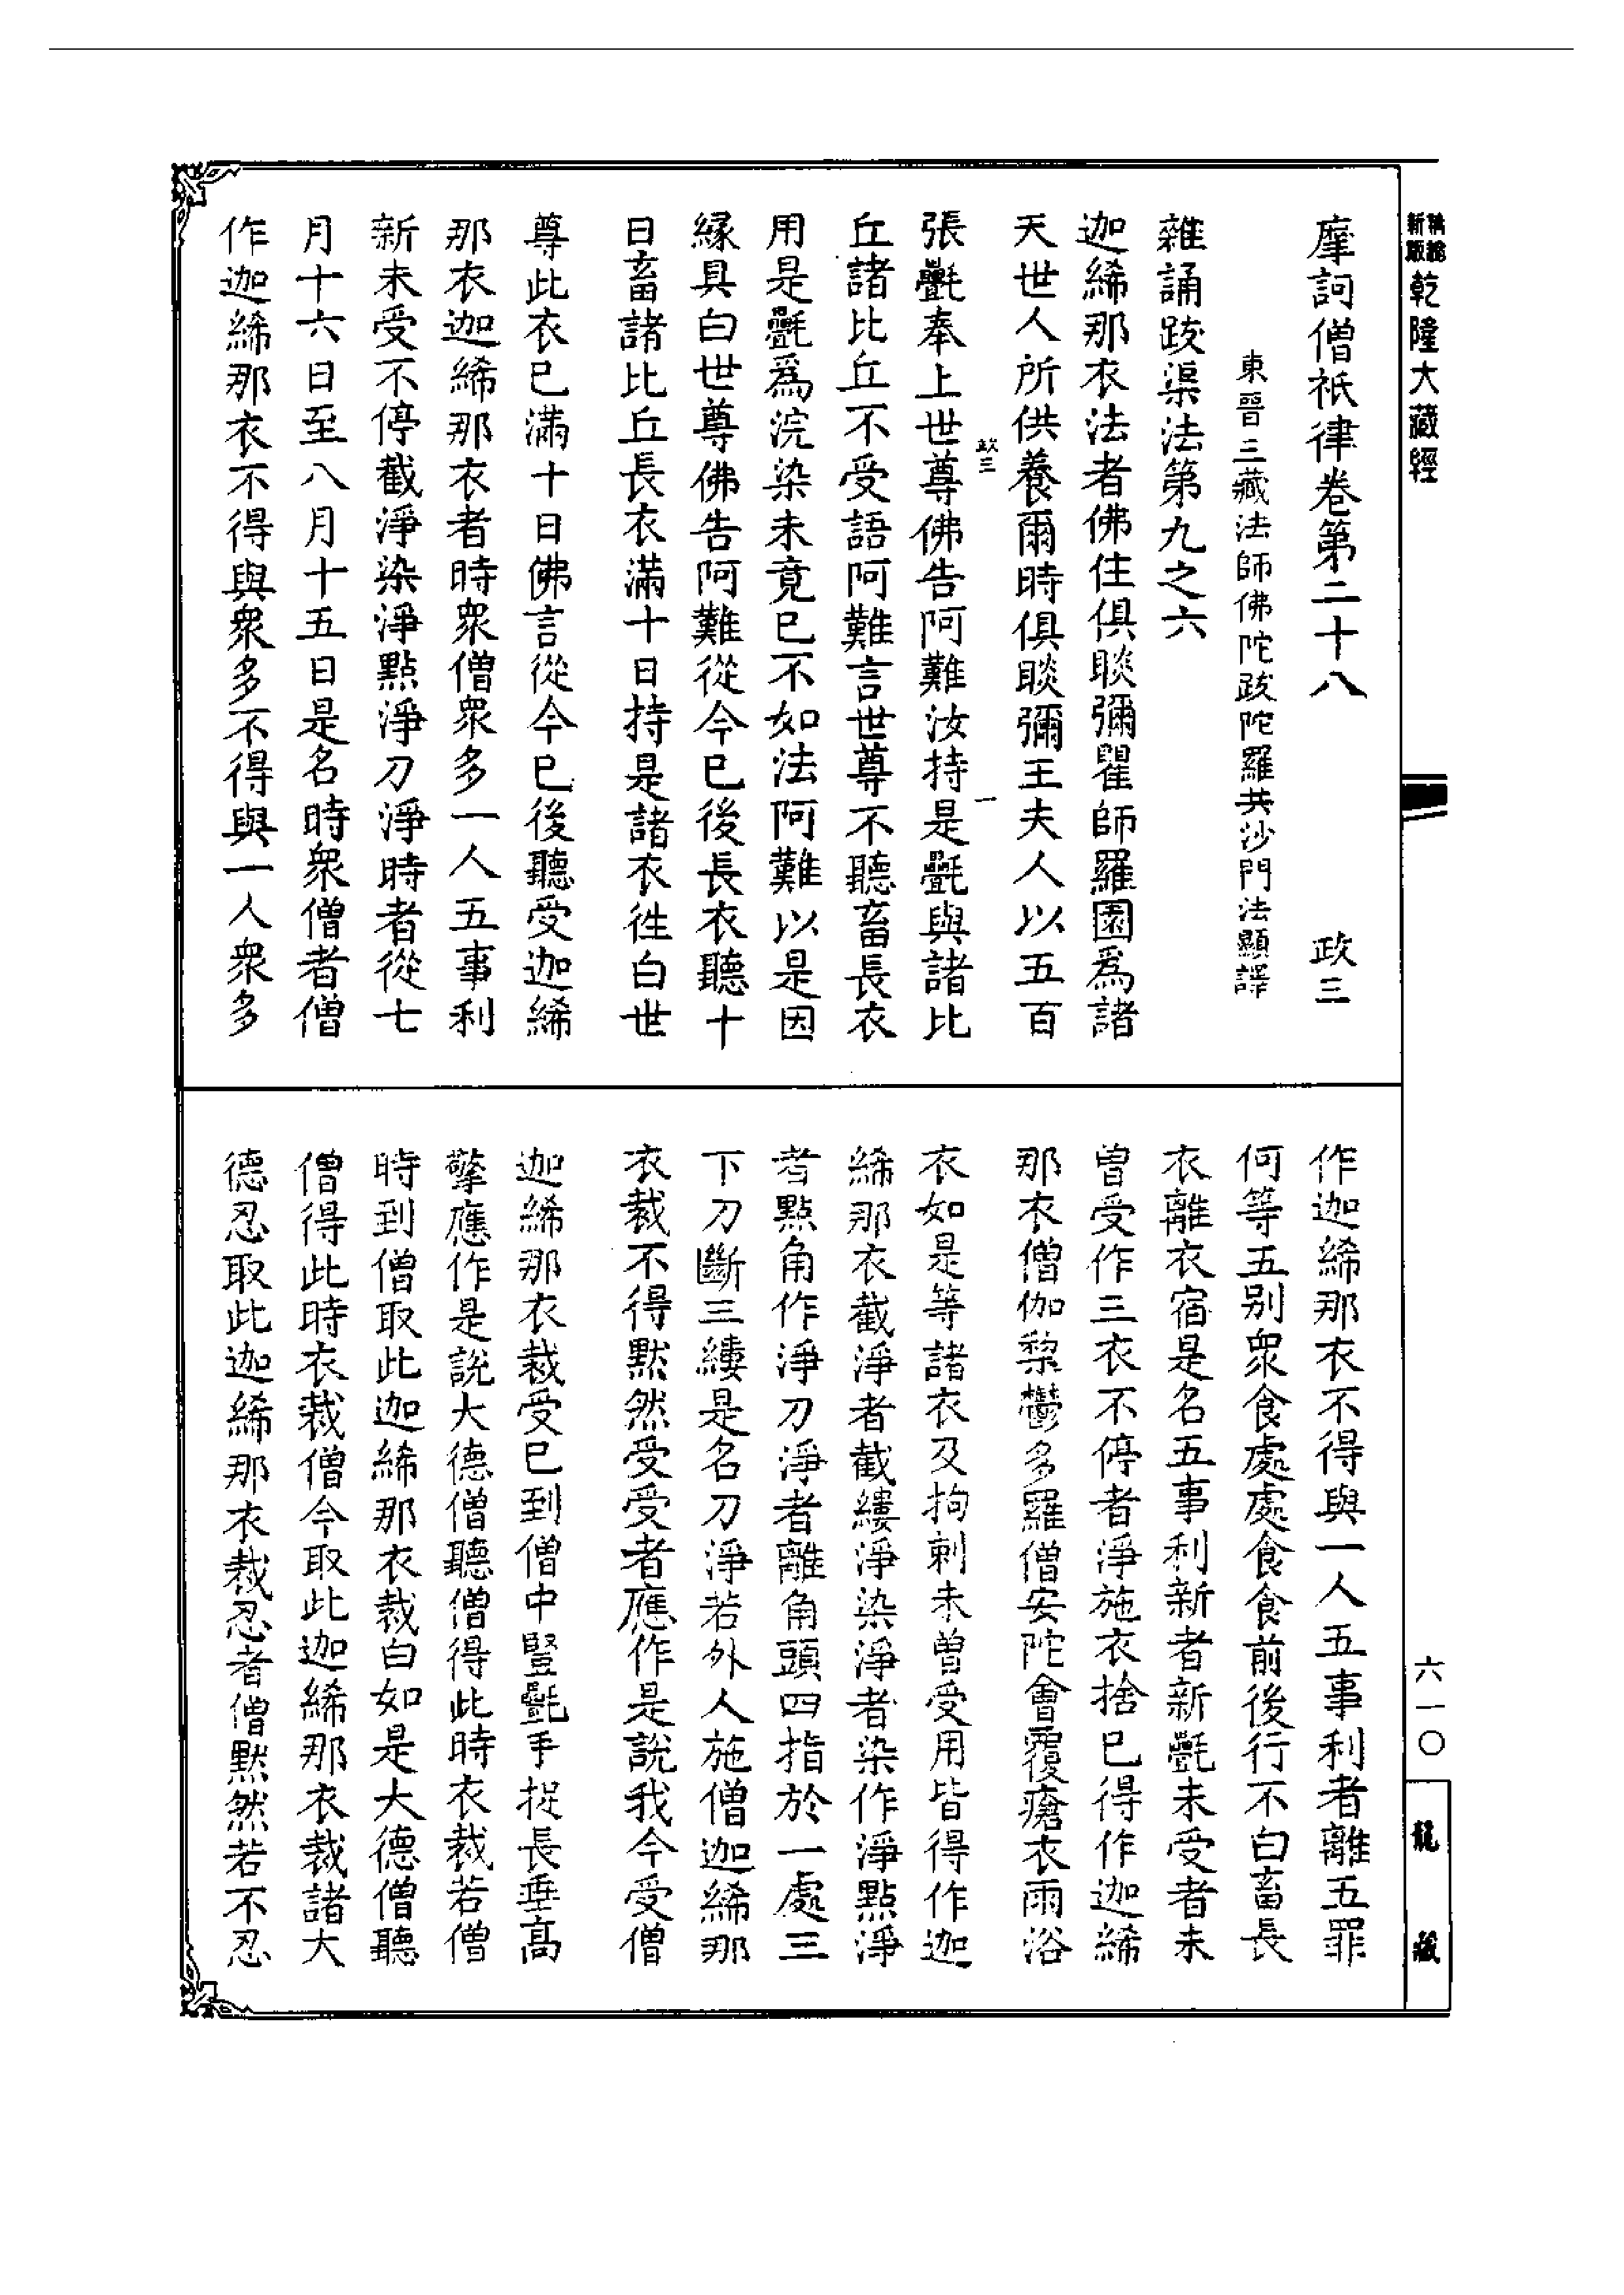 新版
乾隆大藏經
摩訶僧祇律卷第二十八 政三
東晉三藏法師佛陀跋陀羅共沙門法顯譯
雜誦跋渠法第九之六
迦絺那衣法者佛住俱睒彌瞿師羅園爲諸
天世人所供養爾時俱睒彌王夫人以五百
政三 一
張㲲奉上世尊佛告阿難汝持是㲲與諸比
丘諸比丘不受語阿難言世尊不聽畜長衣
用是㲲爲浣染未竟已不如法阿難以是因
緣具白世尊佛告阿難從今已後長衣聽十
日畜諸比丘長衣滿十日持是諸衣徃白世
尊此衣已滿十日佛言從今已後聽受迦絺
那衣迦絺那衣者時衆僧衆多一人五事利
新未受不停截淨染淨點淨刀淨時者從七
月十六日至八月十五日是名時衆僧者僧
作迦絺那衣不得與衆多不得與一人衆多
作迦絺那衣不得與一人五事利者離五罪
何等五别衆食處處食食前後行不白畜長
衣離衣宿是名五事利新者新㲲未受者未
曾受作三衣不停者淨施衣捨已得作迦絺
那衣僧伽黎鬱多羅僧安陀會覆瘡衣雨浴
衣如是等諸衣及拘刺未曾受用皆得作迦
絺那衣截淨者截縷淨染淨者染作淨點淨
者點角作淨刀淨者離角頭四指於一處三
下刀斷三縷是名刀淨若外人施僧迦絺那
衣裁不得默然受受者應作是說我今受僧
迦絺那衣裁受已到僧中豎㲲手捉長垂高
擎應作是說大德僧聽僧得此時衣裁若僧
時到僧取此迦絺那衣裁白如是大德僧聽
僧得此時衣裁僧今取此迦絺那衣裁諸大
德忍取此迦絺那衣裁忍者僧默然若不忍
六一〇
龍藏